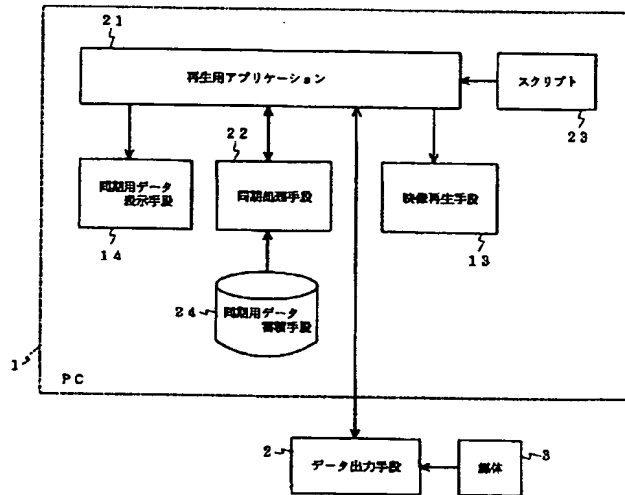 21
再生用アプリケーション
スクリプト
23
22
同期用データ
提示手段
同期処理手段
映像再生手段
14
13
24
同期用データ
蓄積手段
1
PC
2
データ出力手段
媒体
3